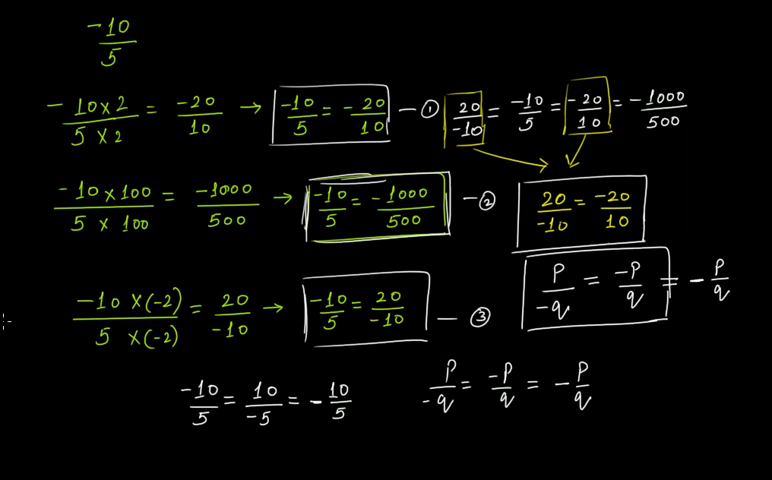 -10/5
- 10×2 / 5×2 = -20/10 → -10/5 = -20/10 — ① 20/-10 = -10/5 = -20/10 = -1000/500
-10×100 / 5×100 = -1000/500 → -10/5 = -1000/500 — ② 20/-10 = -20/10
P/-q = -P/q = - P/q
-10×(-2) / 5×(-2) = 20/-10 → -10/5 = 20/-10 — ③
-10/5 = 10/-5 = - 10/5 P/-q = -P/q = - P/q